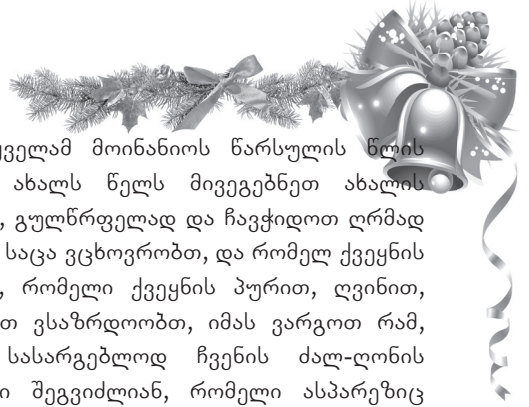 ყველამ მოინანიოს წარსულის წლის
ახალს წელს მივეგებნეთ ახალის
გულწრფელად და ჩავჭიდოთ ღრმად
საცა ვცხოვრობთ, და რომელ ქვეყნის
რომელი ქვეყნის პურით, ღვინით,
ვსაზრდოობთ, იმას ვარგოთ რამ,
სასარგებლოდ ჩვენის ძალ-ღონის
შეგვიძლიან, რომელი ასპარეზიც